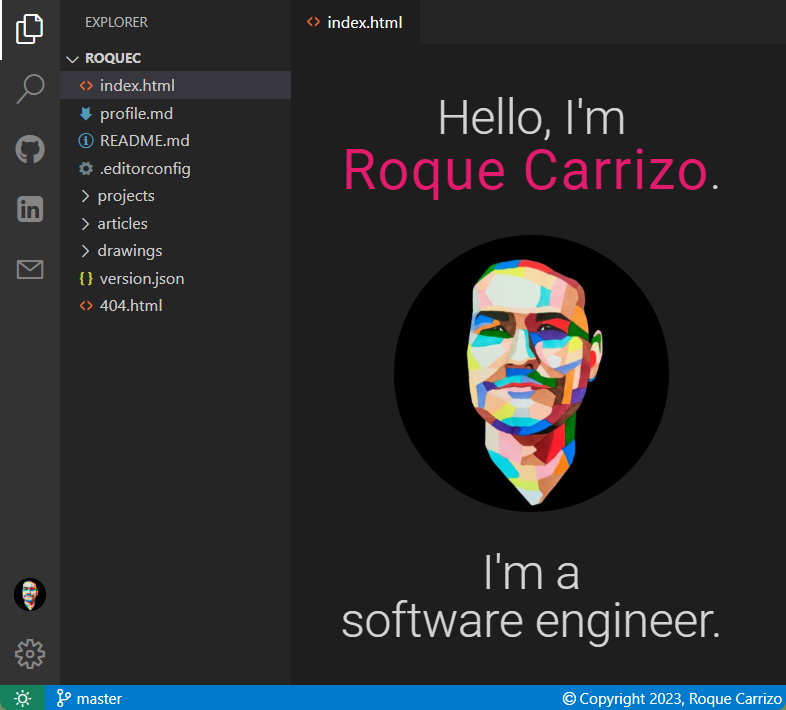 EXPLORER
ROQUEC
index.html
profile.md
README.md
.editorconfig
projects
articles
drawings
version.json
404.html
index.html
Hello, I'm
Roque Carrizo.
I'm a
software engineer.
in
master
© Copyright 2023, Roque Carrizo